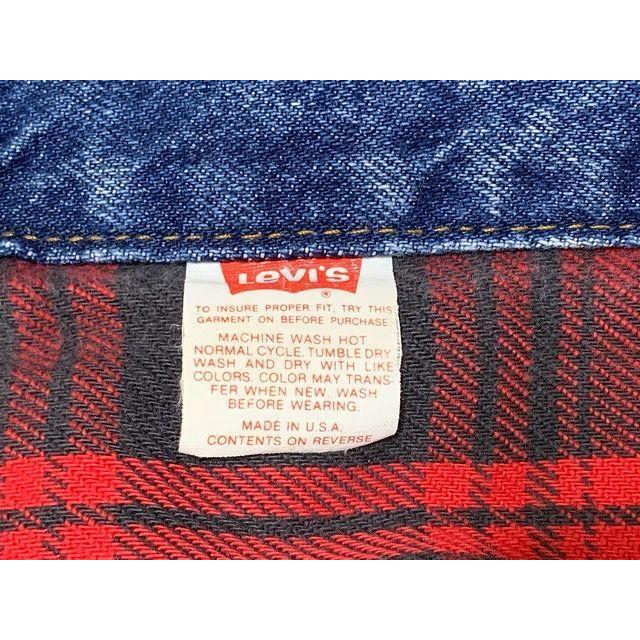 LEVI'S
®
TO INSURE PROPER FIT, TRY THIS
GARMENT ON BEFORE PURCHASE.
MACHINE WASH HOT
NORMAL CYCLE. TUMBLE DRY
WASH AND DRY WITH LIKE
COLORS. COLOR MAY TRANS-
FER WHEN NEW. WASH
BEFORE WEARING.
MADE IN U.S.A.
CONTENTS ON REVERSE